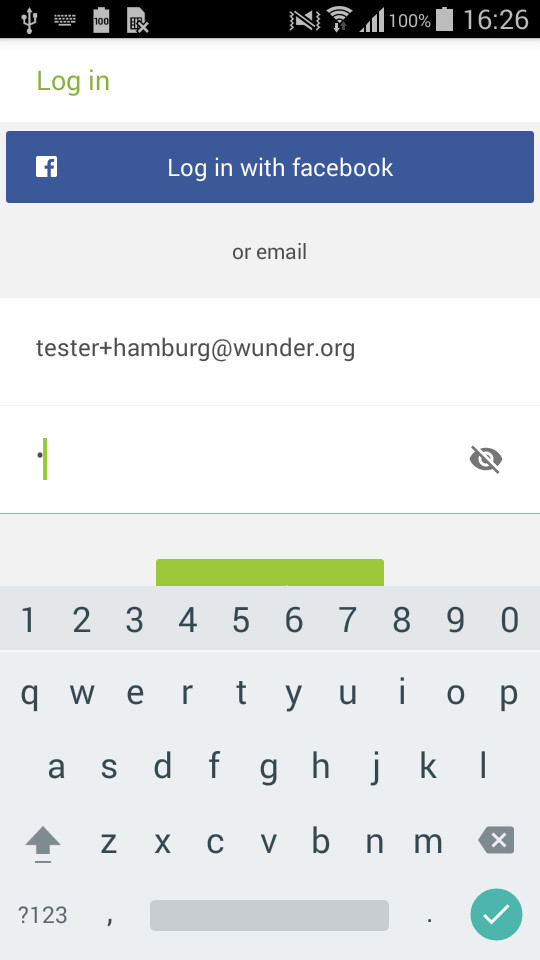 100 100% 16:26
Log in
Log in with facebook
or email
tester+hamburg@wunder.org
•
1 2 3 4 5 6 7 8 9 0
q w e r t y u i o p
a s d f g h j k l
z x c v b n m
?123 , .